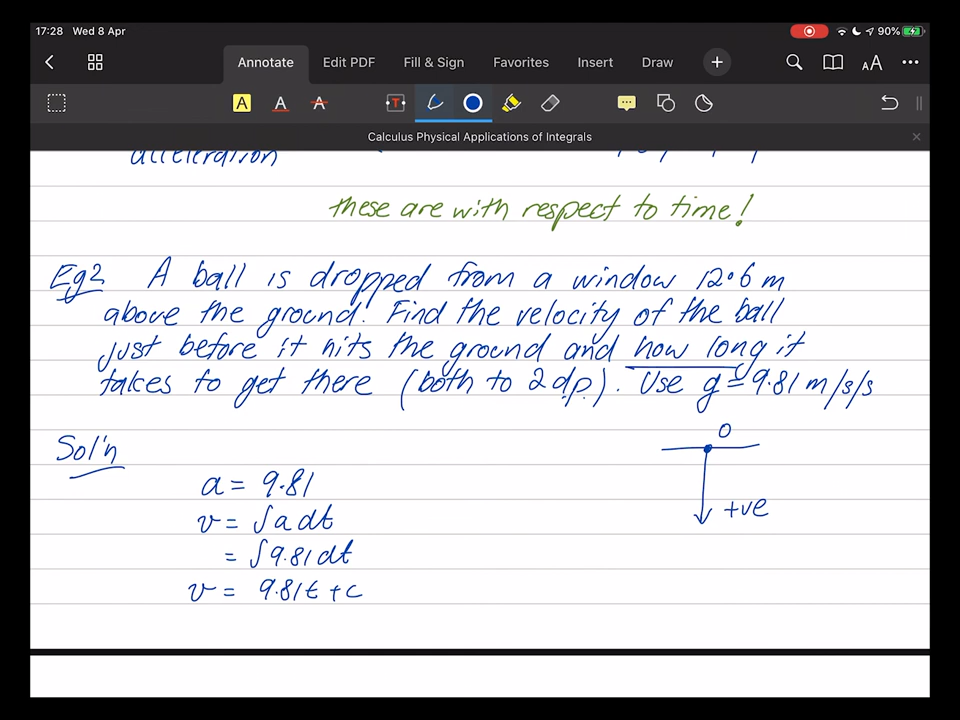 17:28 Wed 8 Apr
90%
Annotate Edit PDF Fill & Sign Favorites Insert Draw
AA
A A A T
Calculus Physical Applications of Integrals
acceleration
these are with respect to time!
Eg2 A ball is dropped from a window 12.6 m
above the ground. Find the velocity of the ball
just before it hits the ground and how long it
takes to get there (both to 2 d.p.). Use g = 9.81 m/s/s
Sol'n
O
+ve
a = 9.81
v = ∫ a dt
= ∫ 9.81 dt
v = 9.81t + c